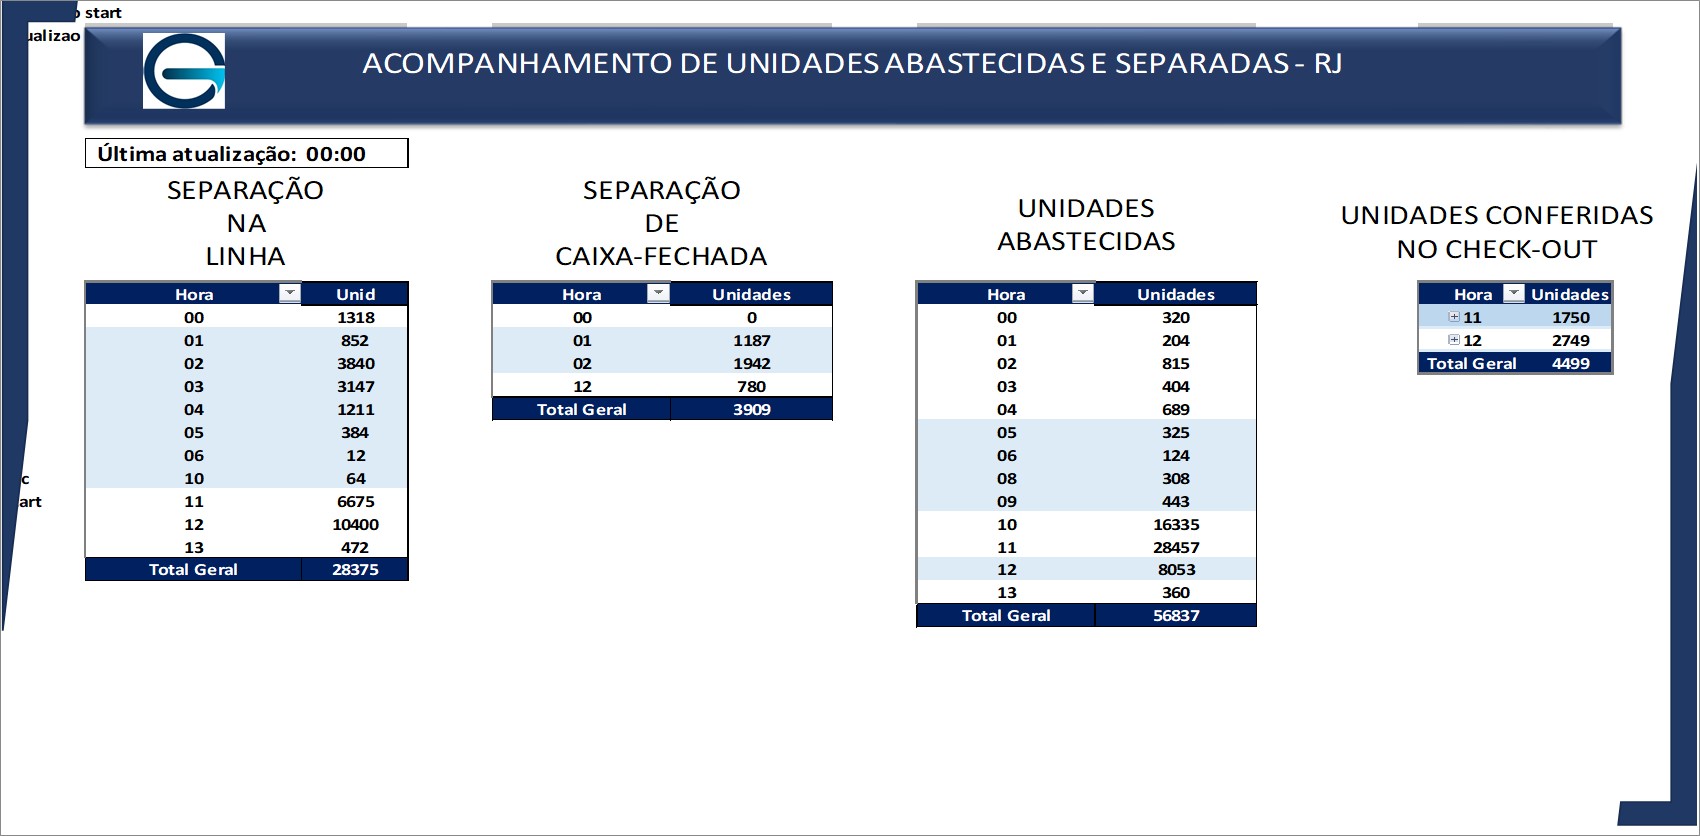 start
ualizao
ACOMPANHAMENTO DE UNIDADES ABASTECIDAS E SEPARADAS - RJ
Última atualização: 00:00
SEPARAÇÃO
NA
LINHA
Hora Unid
00 1318
01 852
02 3840
03 3147
04 1211
05 384
06 12
10 64
11 6675
12 10400
13 472
Total Geral 28375
SEPARAÇÃO
DE
CAIXA-FECHADA
Hora Unidades
00 0
01 1187
02 1942
12 780
Total Geral 3909
UNIDADES
ABASTECIDAS
Hora Unidades
00 320
01 204
02 815
03 404
04 689
05 325
06 124
08 308
09 443
10 16335
11 28457
12 8053
13 360
Total Geral 56837
UNIDADES CONFERIDAS
NO CHECK-OUT
Hora Unidades
11 1750
12 2749
Total Geral 4499
c
art